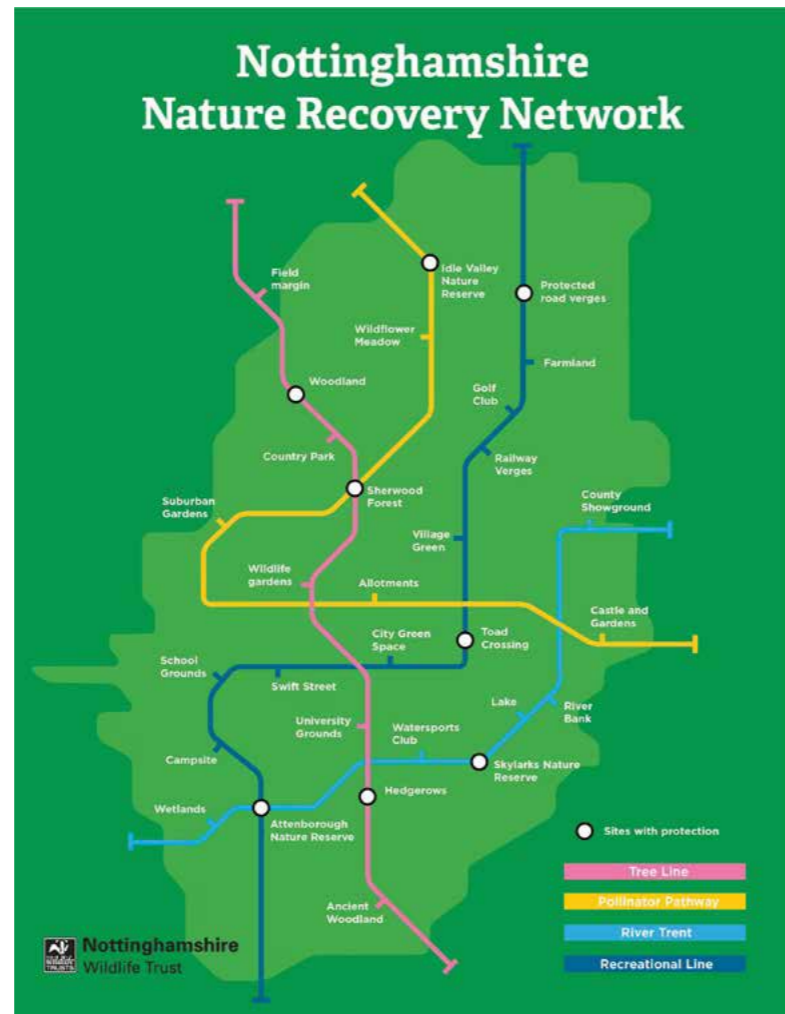 Nottinghamshire
Nature Recovery Network
Field
margin
Idle Valley
Nature
Reserve
Protected
road verges
Wildflower
Meadow
Farmland
Woodland
Golf
Club
Country Park
Railway
Verges
Sherwood
Forest
Suburban
Gardens
County
Showground
Village
Green
Wildlife
gardens
Allotments
Castle and
Gardens
City Green
Space
Toad
Crossing
School
Grounds
Swift Street
Lake
River
Bank
University
Grounds
Watersports
Club
Campsite
Skylarks Nature
Reserve
Hedgerows
Wetlands
Attenborough
Nature Reserve
Sites with protection
Tree Line
Ancient
Woodland
Pollinator Pathway
River Trent
Recreational Line
Nottinghamshire
Wildlife Trust